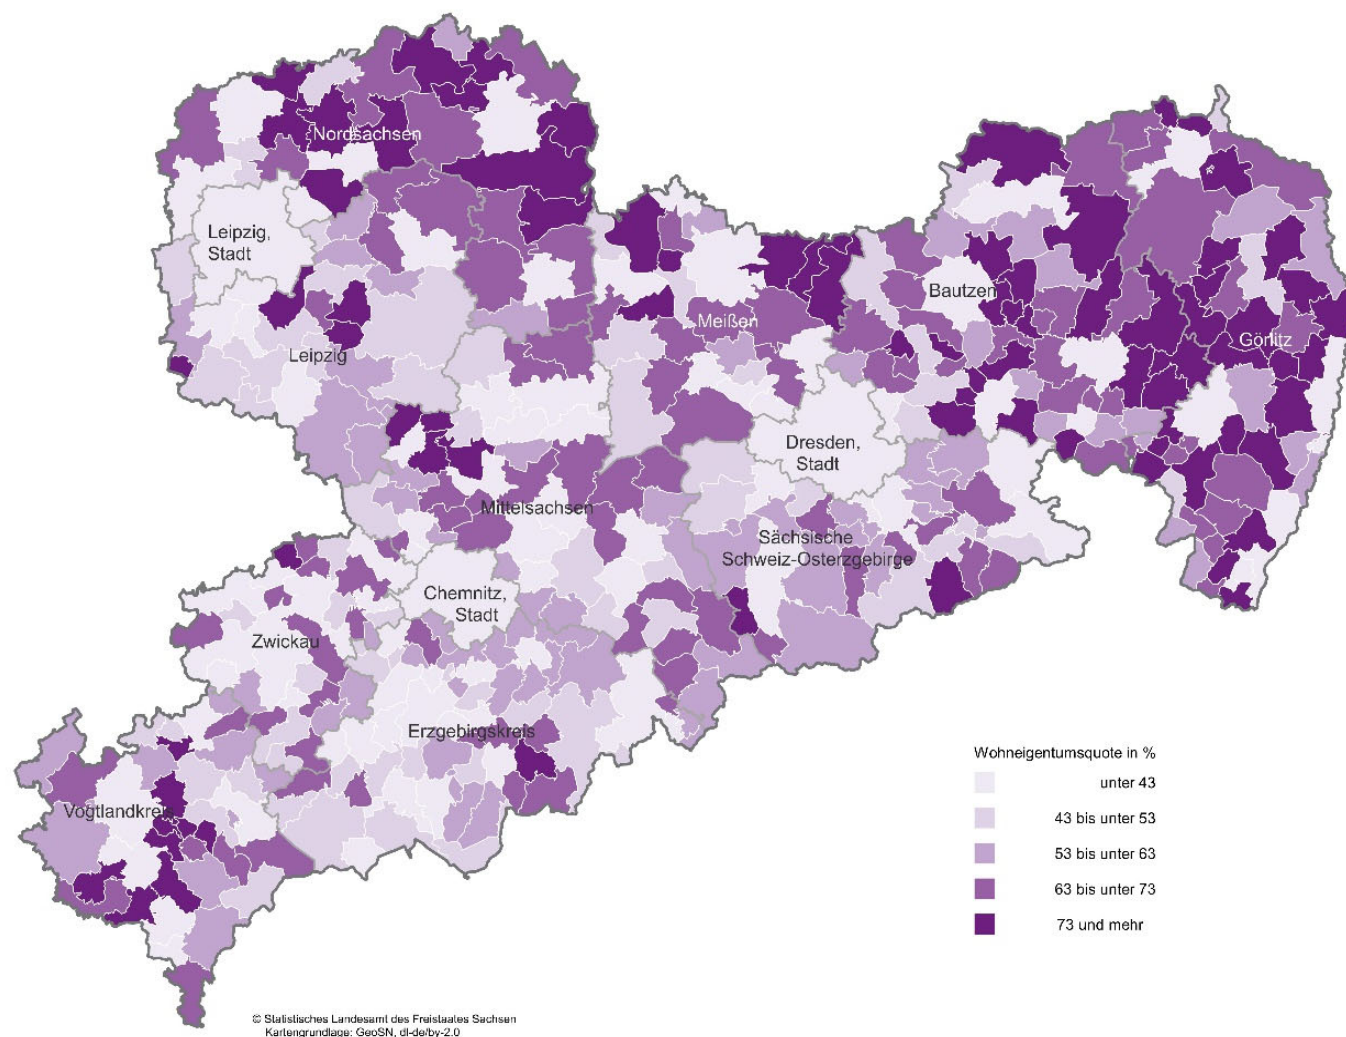 Nordsachsen
Leipzig,
Stadt
Bautzen
Meißen
Görlitz
Leipzig
Dresden,
Stadt
Mittelsachsen
Sächsische
Schweiz-Osterzgebirge
Chemnitz,
Stadt
Zwickau
Erzgebirgskreis
Vogtlandkreis
Wohneigentumsquote in %
unter 43
43 bis unter 53
53 bis unter 63
63 bis unter 73
73 und mehr
© Statistisches Landesamt des Freistaates Sachsen
Kartengrundlage: GeoSN, dl-de/by-2.0